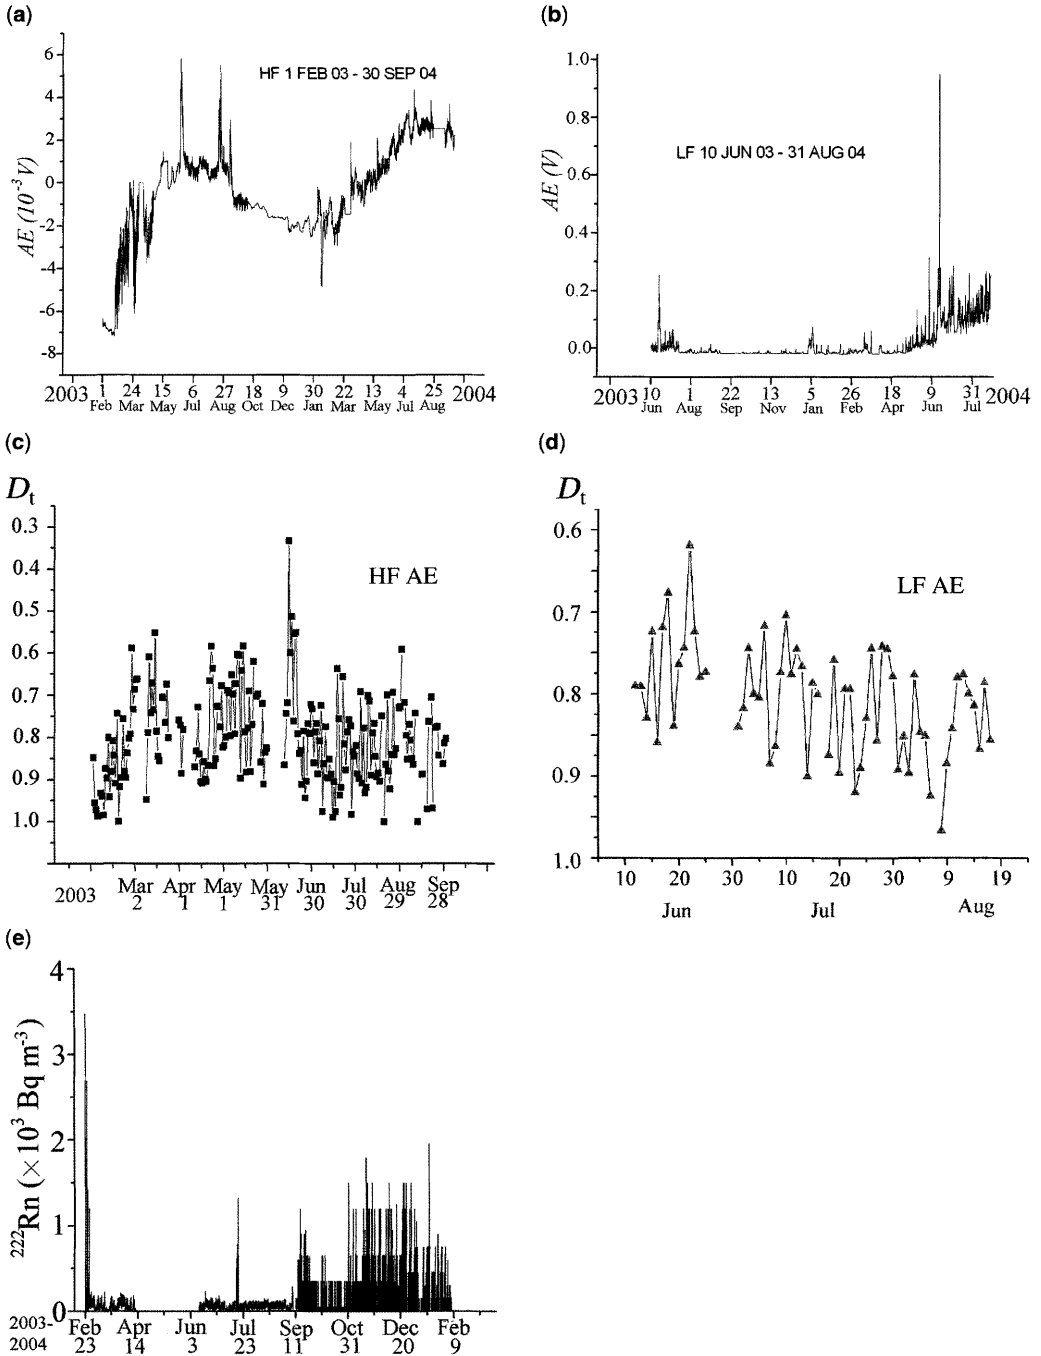 (a)
6
4
2
0
-2
-4
-6
-8
AE (10⁻³ V)
HF 1 FEB 03 - 30 SEP 04
2003 1 24 15 6 27 18 9 30 22 13 4 25 2004
Feb Mar May Jul Aug Oct Dec Jan Mar May Jul Aug
(b)
1.0
0.8
0.6
0.4
0.2
0.0
AE (V)
LF 10 JUN 03 - 31 AUG 04
2003 10 1 22 13 5 26 18 9 31 2004
Jun Aug Sep Nov Jan Feb Apr Jun Jul
(c)
Dt
0.3
0.4
0.5
0.6
0.7
0.8
0.9
1.0
HF AE
2003 Mar Apr May May Jun Jul Aug Sep
2 1 1 31 30 30 29 28
(d)
Dt
0.6
0.7
0.8
0.9
1.0
LF AE
10 20 30 10 20 30 9 19
Jun Jul Aug
(e)
4
3
2
1
0
²²²Rn (×10³ Bq m⁻³)
2003- Feb Apr Jun Jul Sep Oct Dec Feb
2004 23 14 3 23 11 31 20 9